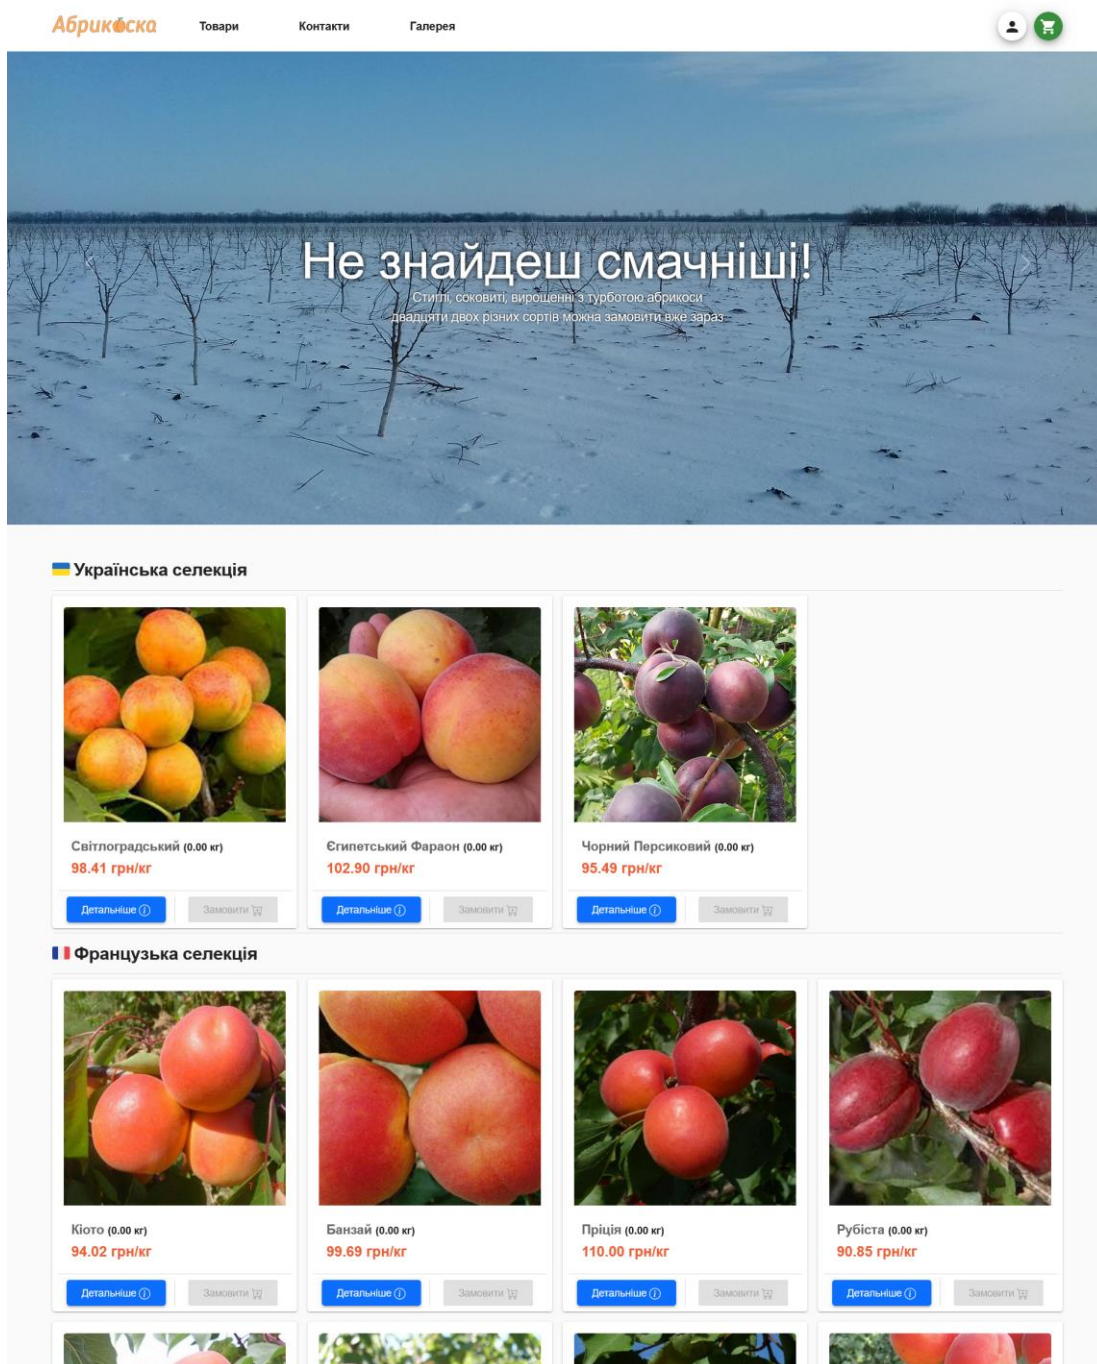 Абрикоска
Товари
Контакти
Галерея
Не знайдеш смачніші!
Стиглі, соковиті, вирощенні з турботою абрикоси
двадцяти двох різних сортів можна замовити вже зараз
Українська селекція
Світлоградський (0.00 кг)
98.41 грн/кг
Детальніше
Замовити
Єгипетський Фараон (0.00 кг)
102.90 грн/кг
Детальніше
Замовити
Чорний Персиковий (0.00 кг)
95.49 грн/кг
Детальніше
Замовити
Французька селекція
Кіото (0.00 кг)
94.02 грн/кг
Детальніше
Замовити
Банзай (0.00 кг)
99.69 грн/кг
Детальніше
Замовити
Пріція (0.00 кг)
110.00 грн/кг
Детальніше
Замовити
Рубіста (0.00 кг)
90.85 грн/кг
Детальніше
Замовити